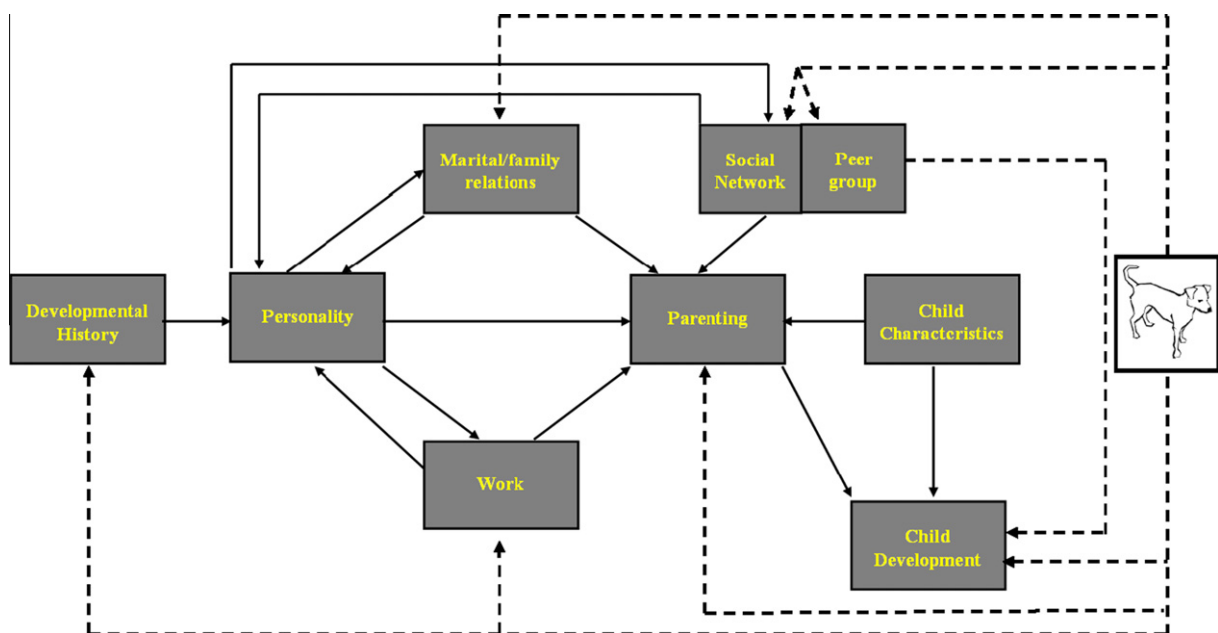 Marital/family
relations
Social
Network
Peer
group
Developmental
History
Personality
Parenting
Child
Characteristics
Work
Child
Development